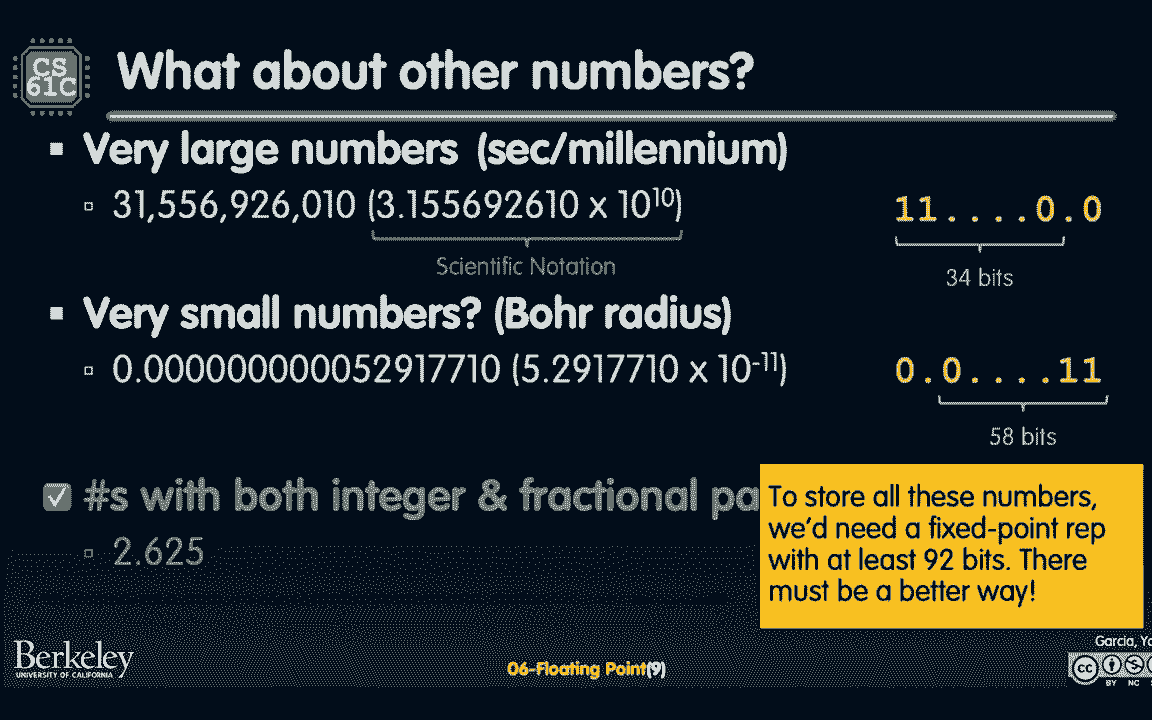 CS
61C
What about other numbers?
Very large numbers (sec/millennium)
31,556,926,010 (3.155692610 x 10¹⁰)
11....0.0
Scientific Notation
34 bits
Very small numbers? (Bohr radius)
0.000000000052917710 (5.2917710 x 10⁻¹¹)
0.0....11
58 bits
#s with both integer & fractional pa
2.625
To store all these numbers,
we’d need a fixed-point rep
with at least 92 bits. There
must be a better way!
Berkeley
UNIVERSITY OF CALIFORNIA
06-Floating Point(9)
Garcia, Yo
cc
BY NC